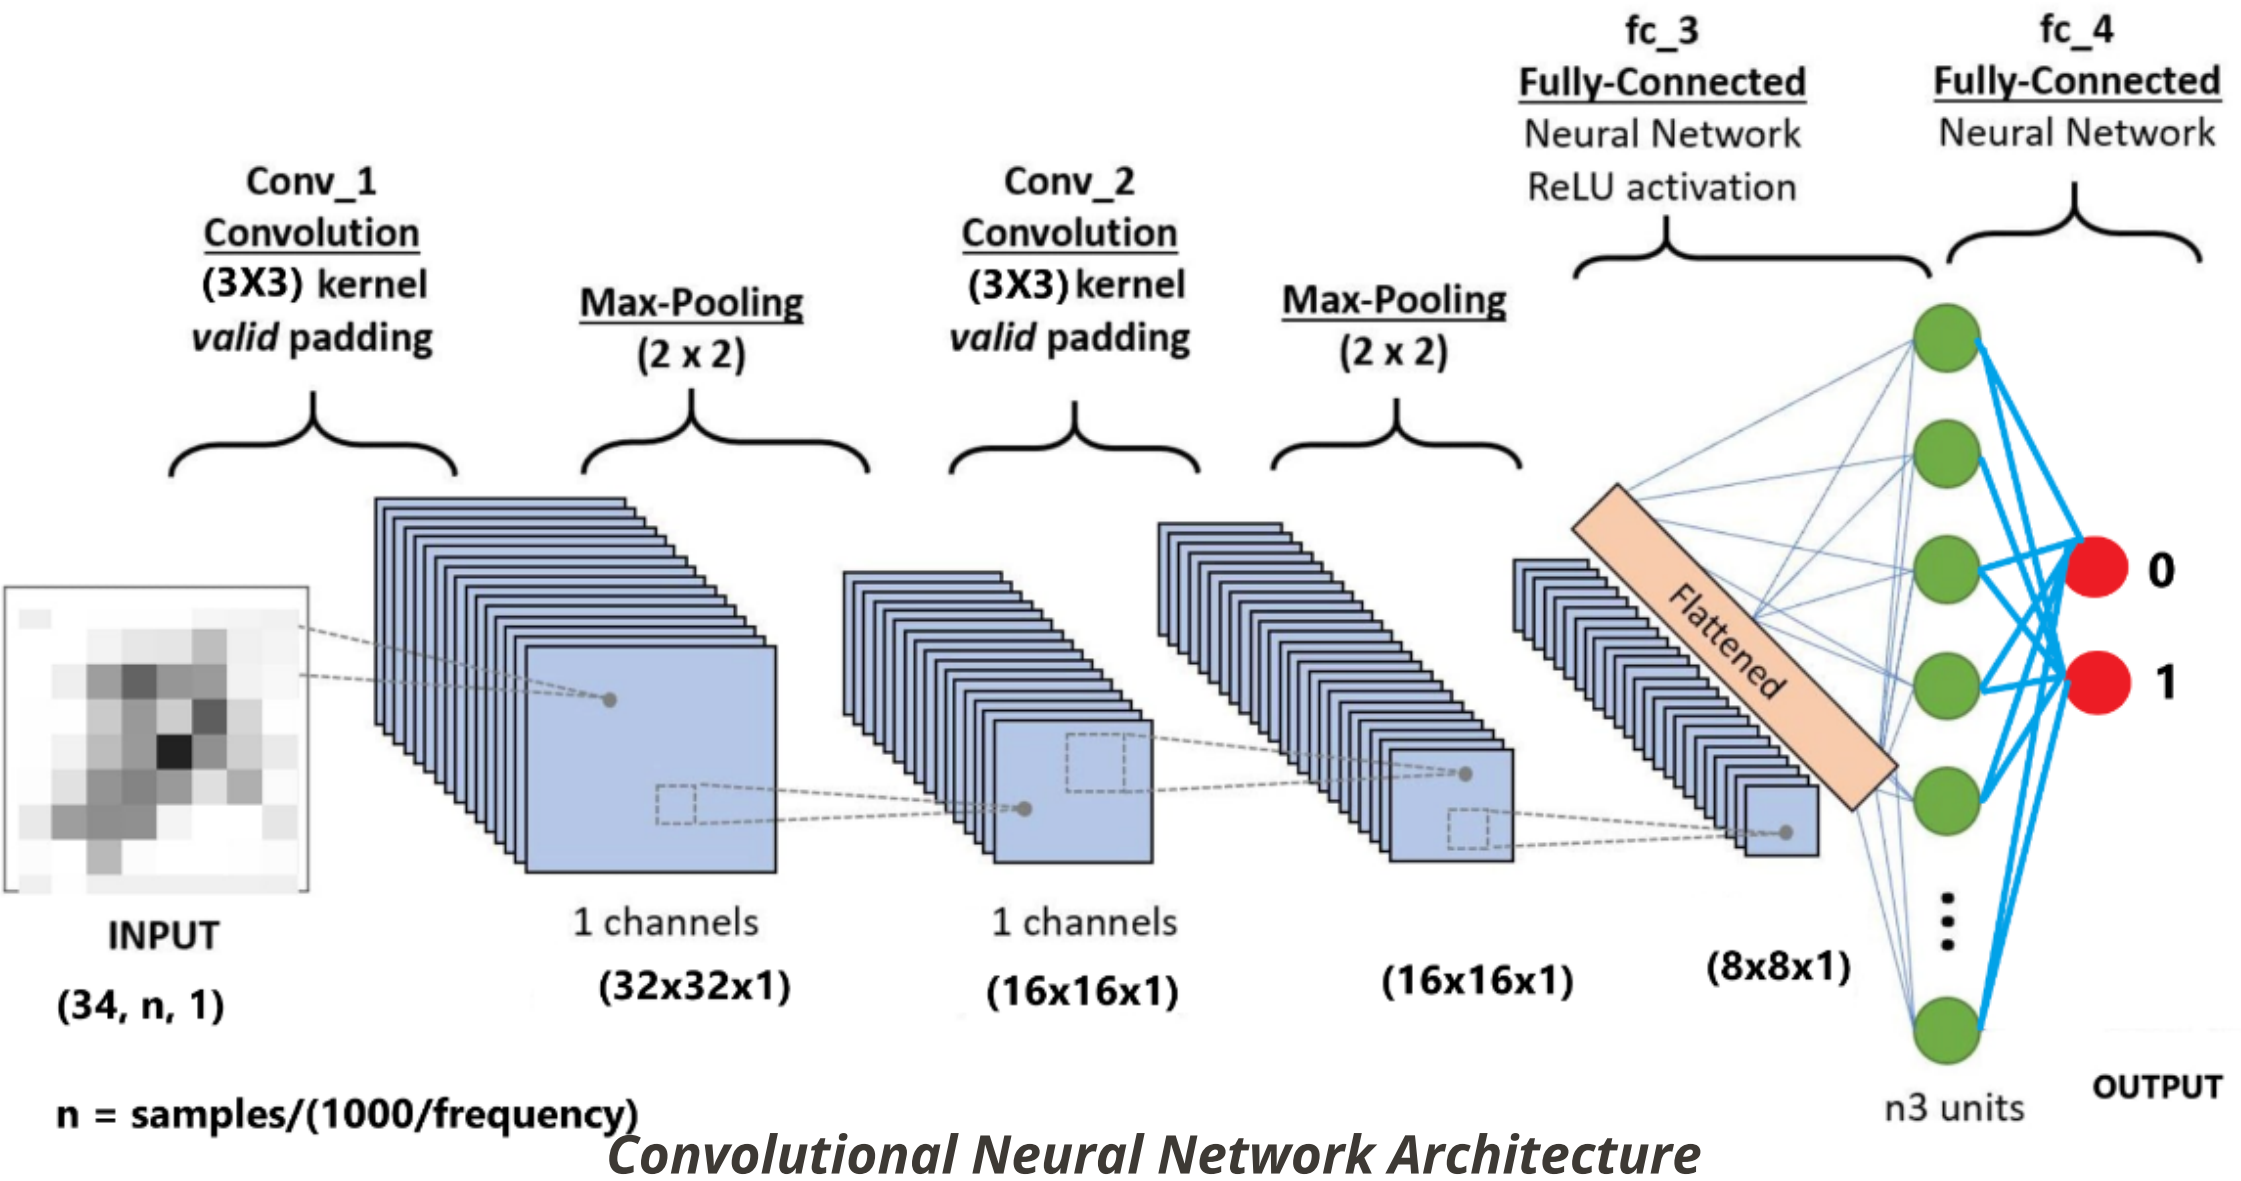 Conv_1
Convolution
(3X3) kernel
valid padding
Max-Pooling
(2 x 2)
Conv_2
Convolution
(3X3) kernel
valid padding
Max-Pooling
(2 x 2)
fc_3
Fully-Connected
Neural Network
ReLU activation
fc_4
Fully-Connected
Neural Network
Flattened
0
1
INPUT
(34, n, 1)
1 channels
(32x32x1)
1 channels
(16x16x1)
(16x16x1)
(8x8x1)
n3 units
OUTPUT
n = samples/(1000/frequency)
Convolutional Neural Network Architecture